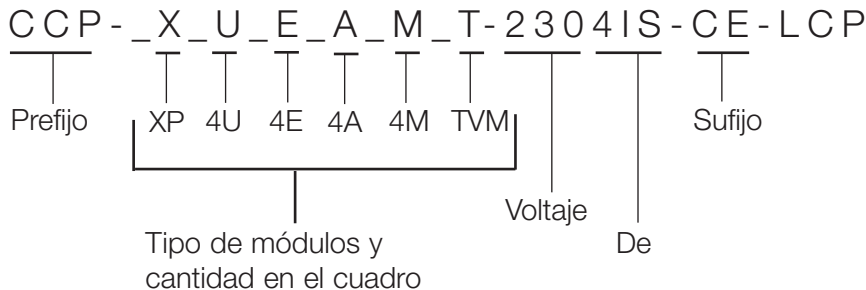 CCP-_X_U_E_A_M_T-2304IS-CE-LCP
Prefijo XP 4U 4E 4A 4M TVM Sufijo
Voltaje
Tipo de módulos y De
cantidad en el cuadro